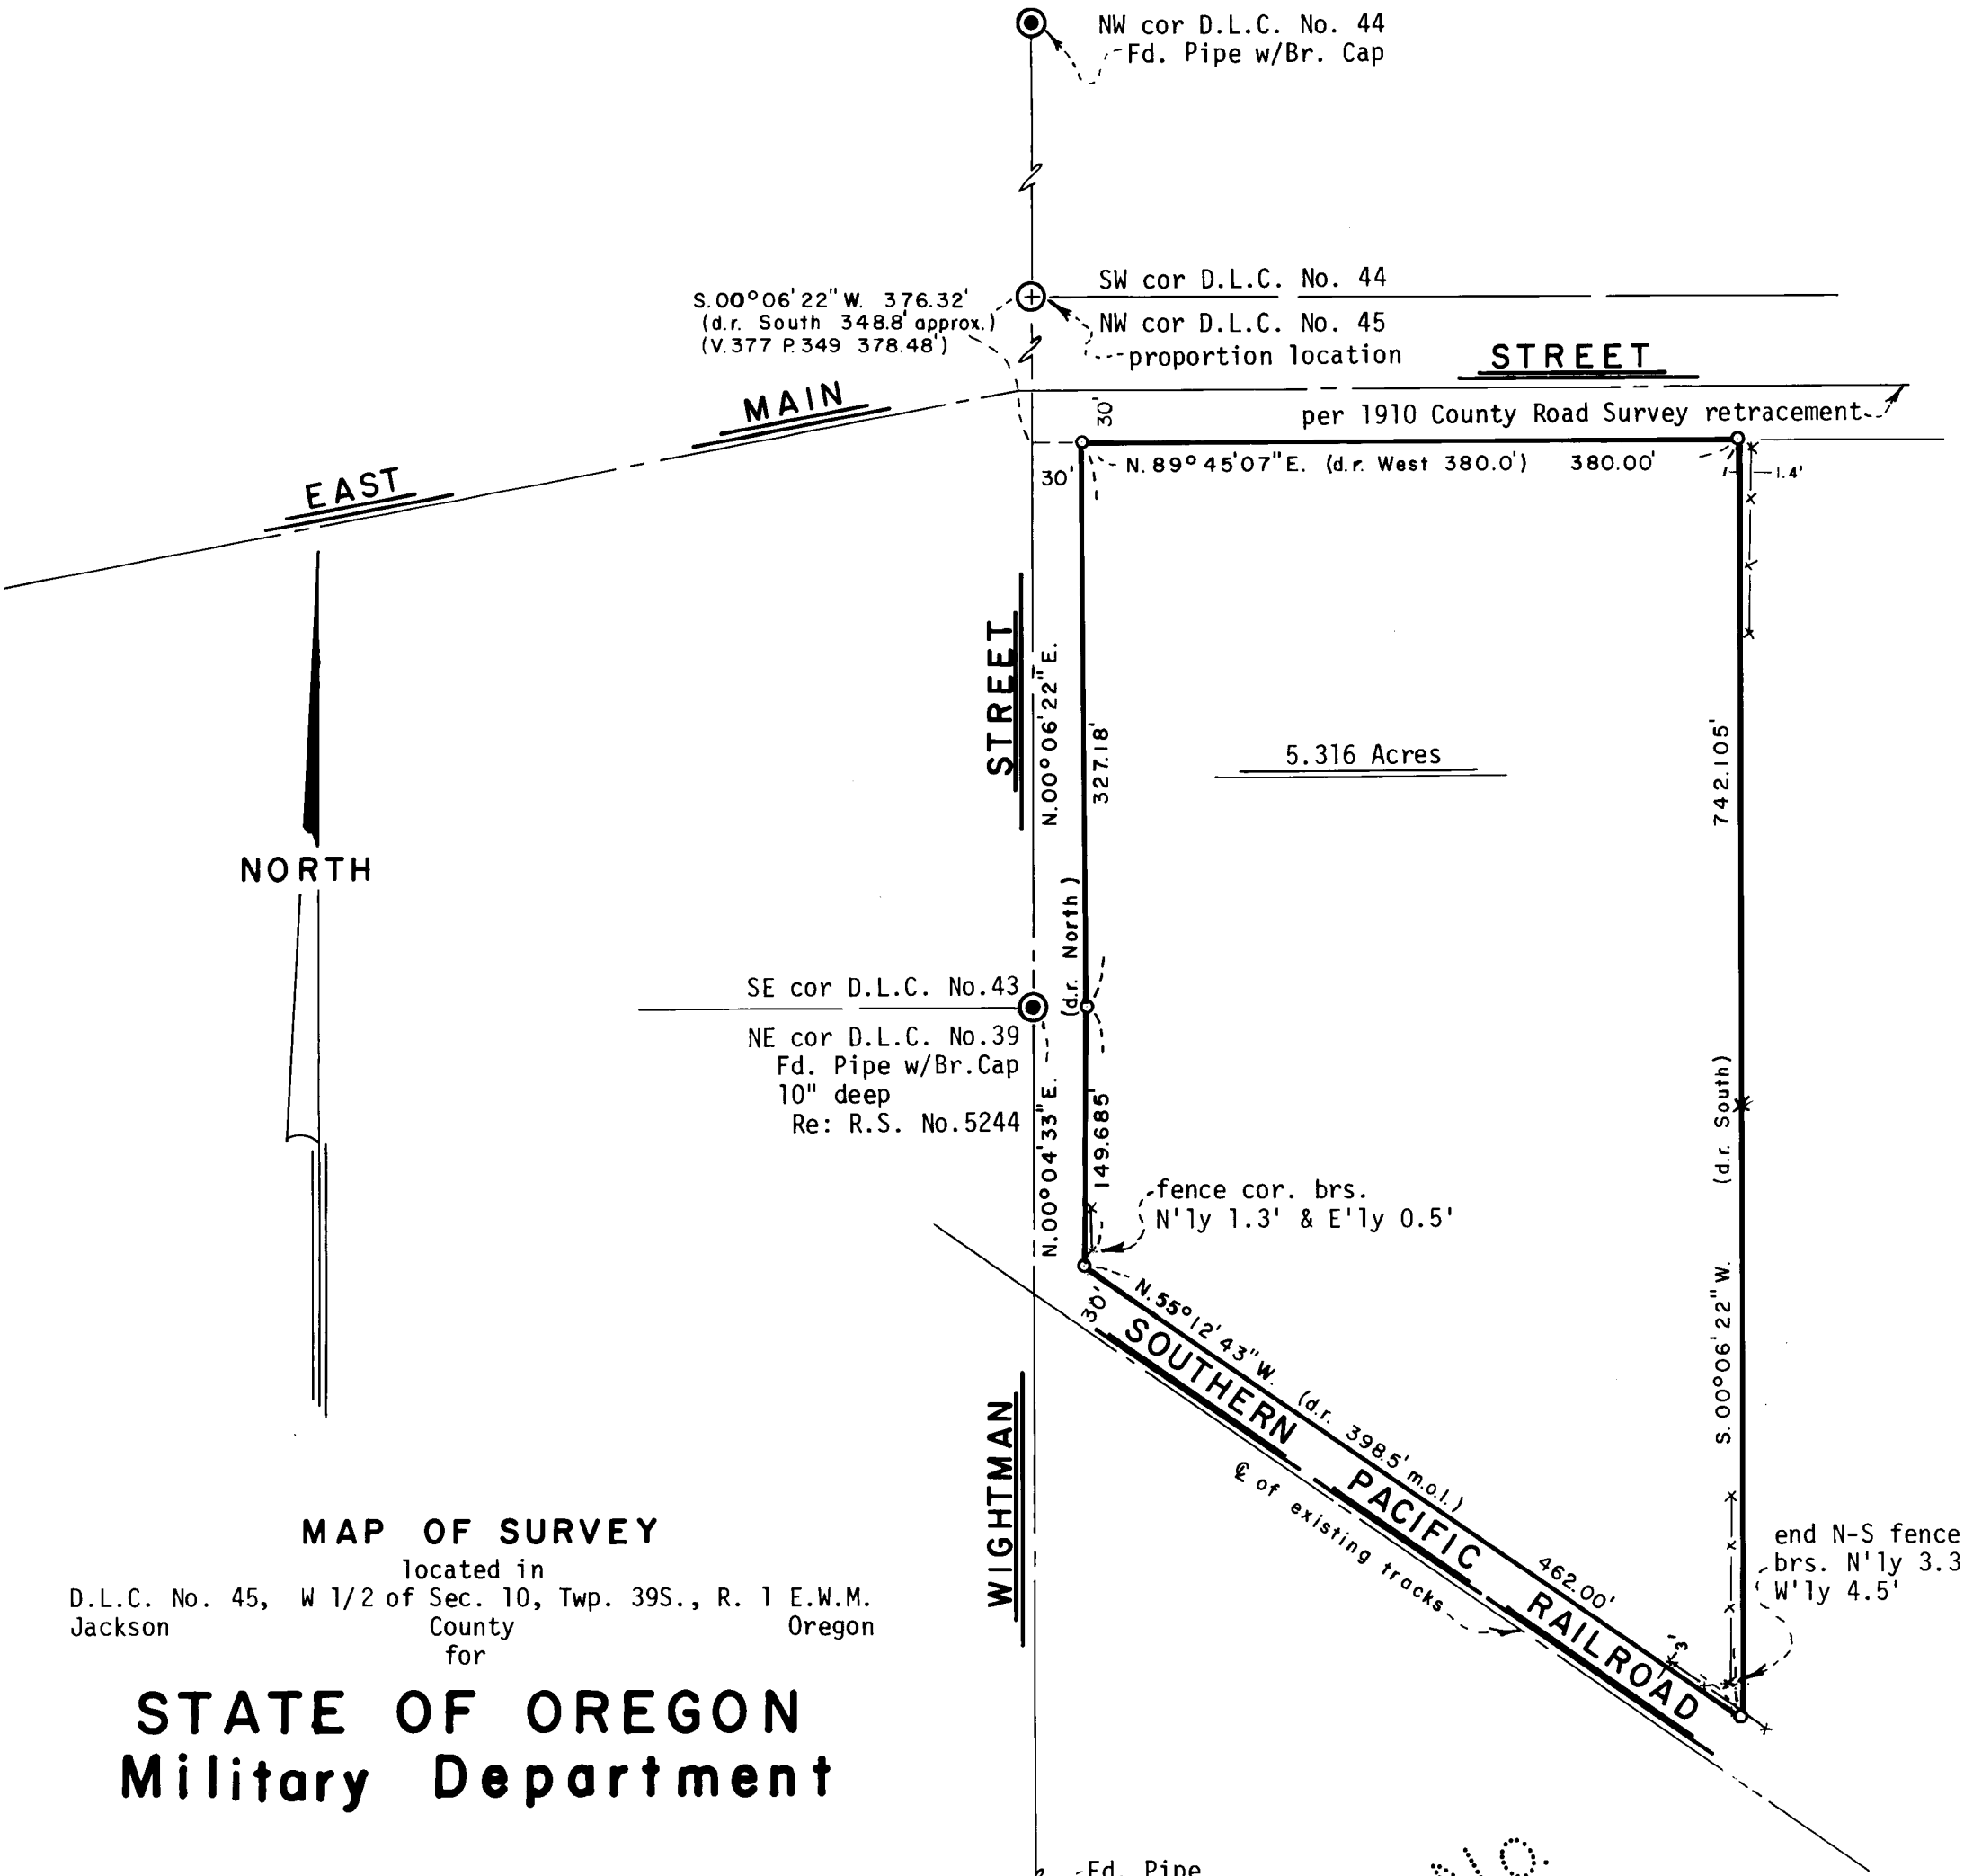 NW cor D.L.C. No. 44
Fd. Pipe w/Br. Cap
SW cor D.L.C. No. 44
S.00°06'22"W. 376.32'
(d.r. South 348.8' approx.)
(V.377 P.349 378.48')
NW cor D.L.C. No. 45
proportion location
STREET
MAIN
EAST
per 1910 County Road Survey retracement
30'
30'
N.89°45'07"E. (d.r. West 380.0') 380.00'
1.4'
STREET
N.00°06'22"E.
327.18'
5.316 Acres
742.105'
NORTH
(d.r. North)
SE cor D.L.C. No.43
NE cor D.L.C. No.39
Fd. Pipe w/Br.Cap
10" deep
Re: R.S. No.5244
N.00°04'33"E.
149.685'
(d.r. South)
fence cor. brs.
N'ly 1.3' & E'ly 0.5'
S.00°06'22"W.
30'
N.55°12'43"W. (d.r. 398.5' m.o.l.) 462.00'
SOUTHERN PACIFIC RAILROAD
℄ of existing tracks
WIGHTMAN
end N-S fence
brs. N'ly 3.3
W'ly 4.5'
3'
MAP OF SURVEY
located in
D.L.C. No. 45, W 1/2 of Sec. 10, Twp. 39S., R. 1 E.W.M.
Jackson County Oregon
for
STATE OF OREGON
Military Department
Fd. Pipe